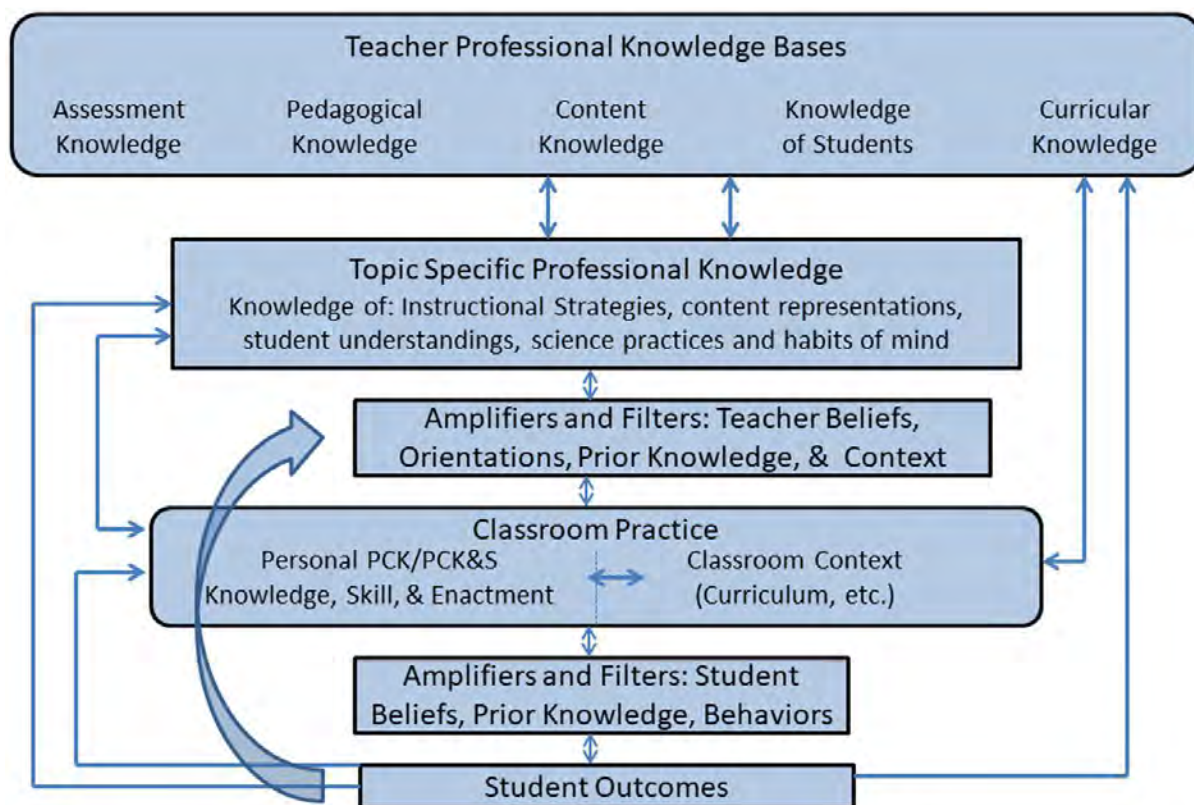 Teacher Professional Knowledge Bases
Assessment Knowledge
Pedagogical Knowledge
Content Knowledge
Knowledge of Students
Curricular Knowledge
Topic Specific Professional Knowledge
Knowledge of: Instructional Strategies, content representations,
student understandings, science practices and habits of mind
Amplifiers and Filters: Teacher Beliefs,
Orientations, Prior Knowledge, & Context
Classroom Practice
Personal PCK/PCK&S
Knowledge, Skill, & Enactment
Classroom Context
(Curriculum, etc.)
Amplifiers and Filters: Student
Beliefs, Prior Knowledge, Behaviors
Student Outcomes